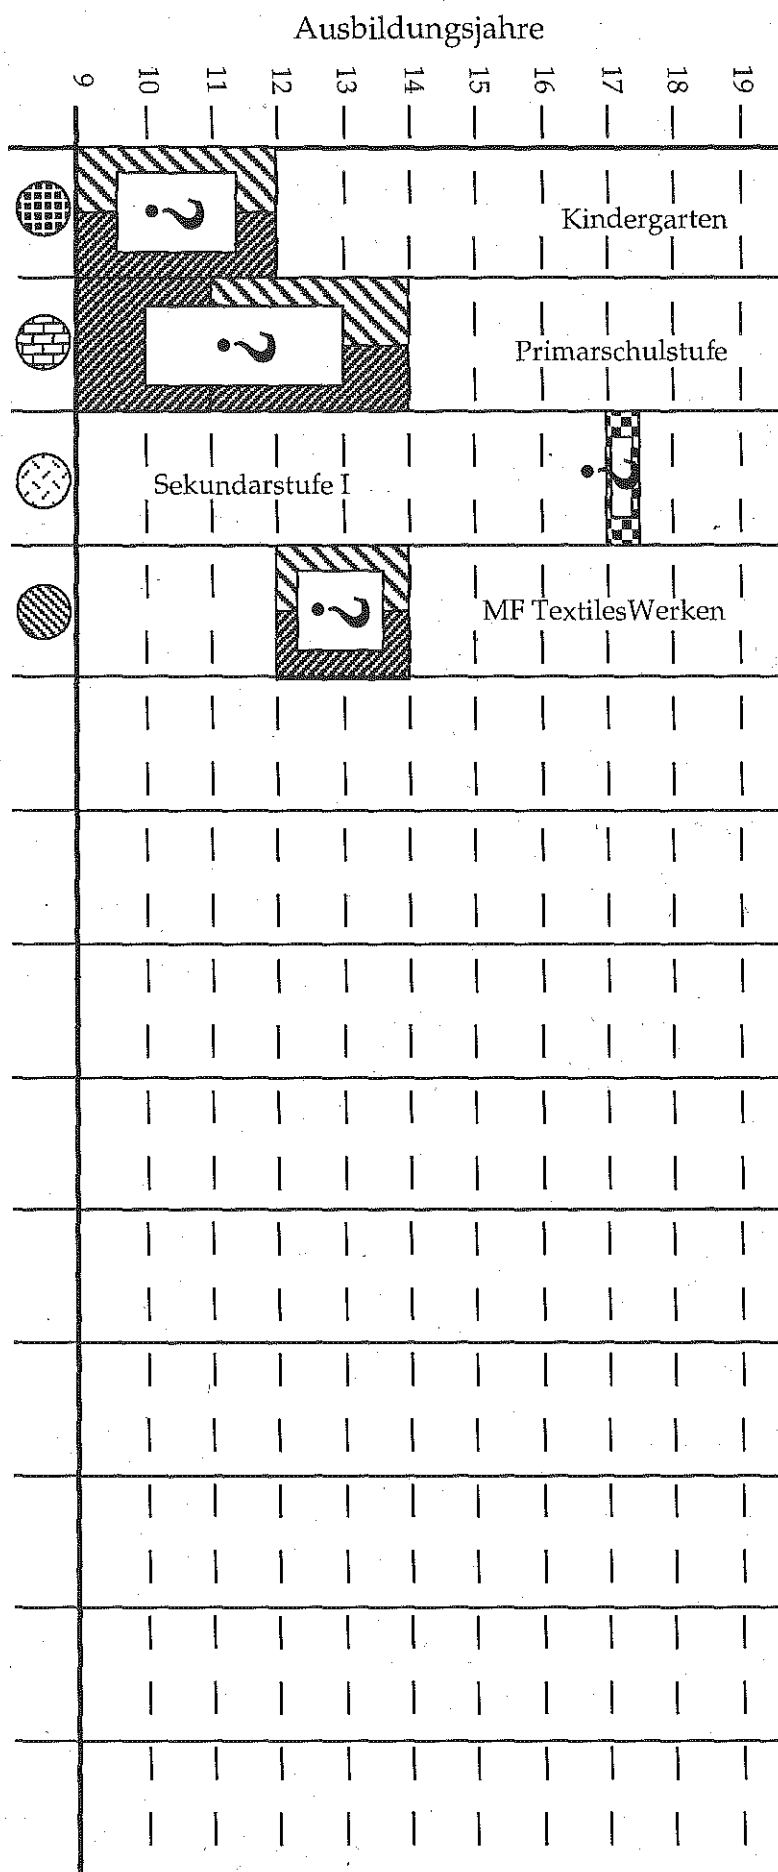 Ausbildungsjahre
9 10 11 12 13 14 15 16 17 18 19
?
Kindergarten
?
Primarschulstufe
Sekundarstufe I
?
?
MF TextilesWerken